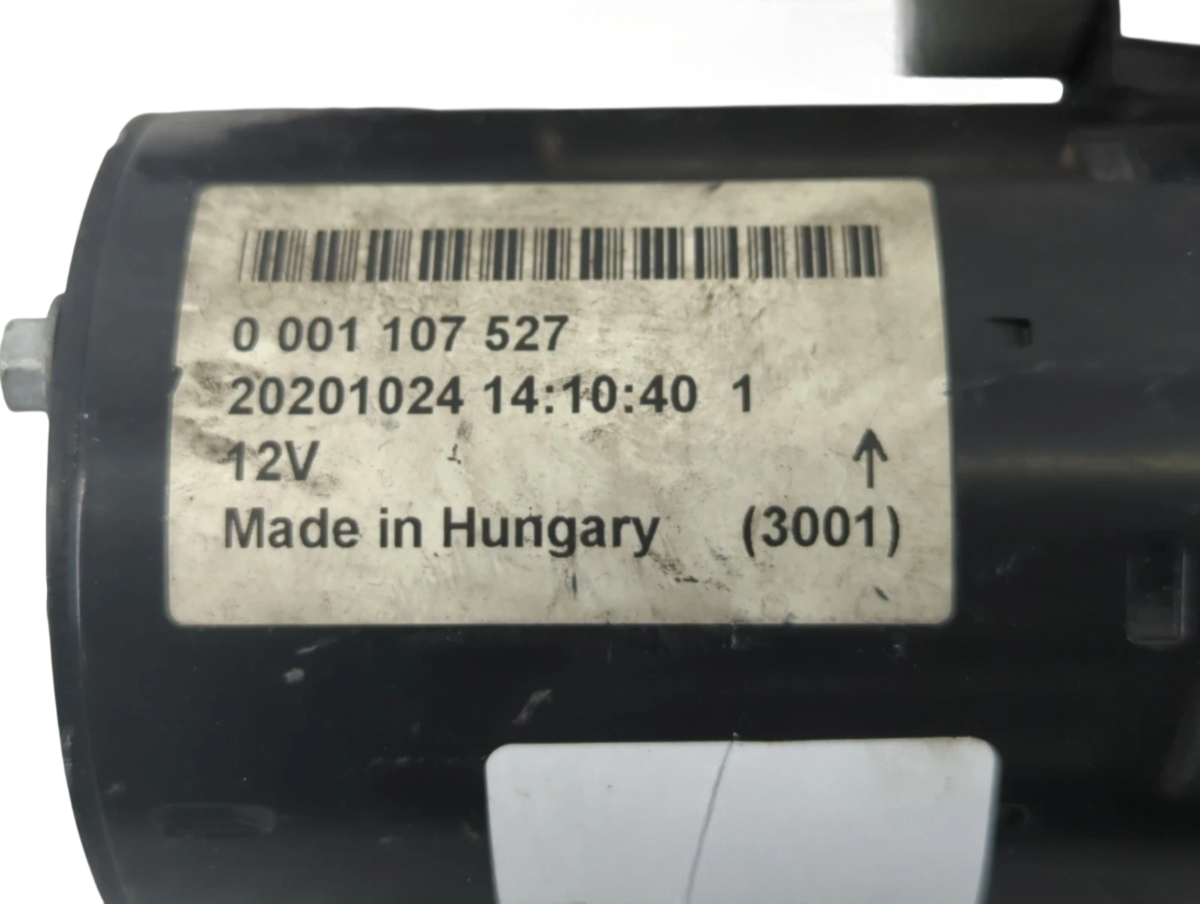 0 001 107 527
20201024 14:10:40 1
12V
Made in Hungary (3001)